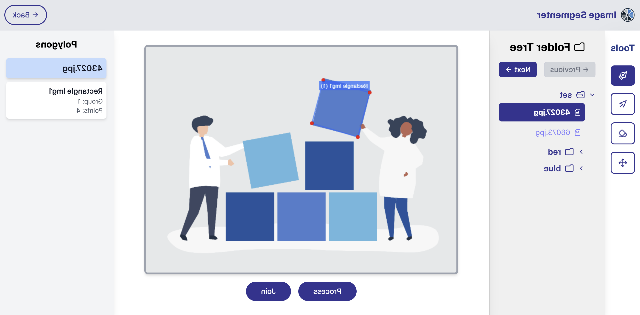 Image Segmenter
← Back
Tools
Folder Tree
← Previous
Next →
set
43027.jpg
red
blue
Rectangle Img1 (1)
Process
Join
Polygons
43027.jpg
Rectangle Img1
Group: 1
Points: 4